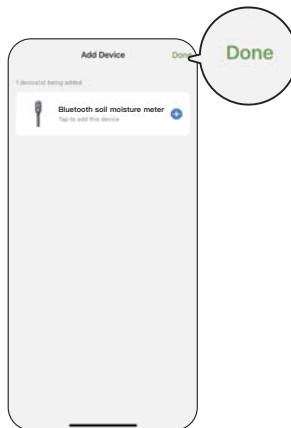 Add Device
Done
Done
1 device(s) being added
Bluetooth soil moisture meter
Tap to add this device